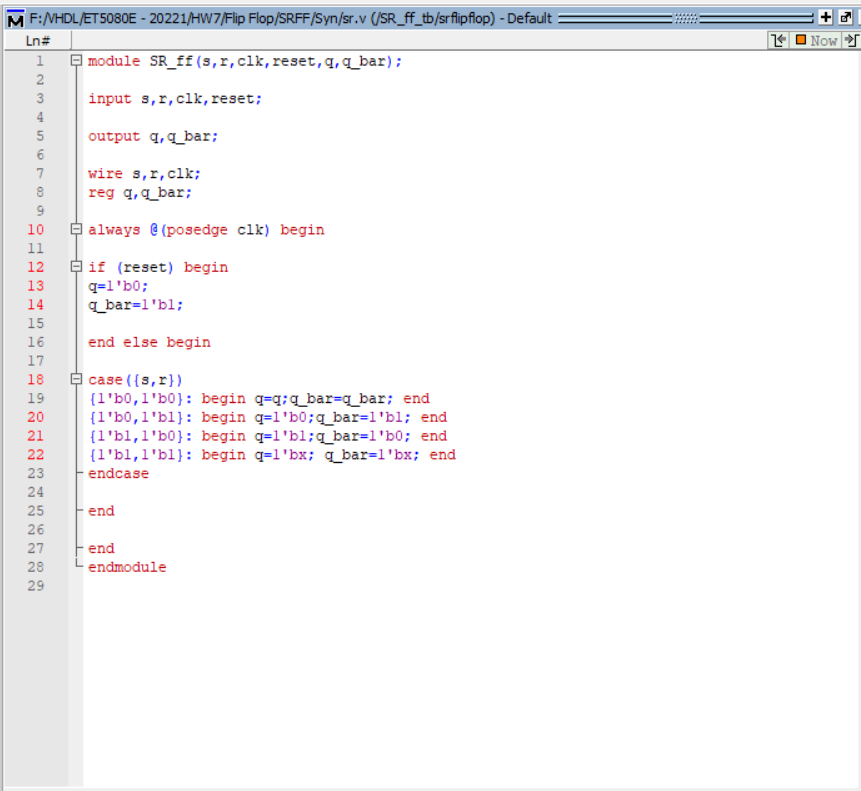 F:/VHDL/ET5080E - 20221/HW7/Flip Flop/SRFF/Syn/sr.v (/SR_ff_tb/srflipflop) - Default
Ln#
Now
1 module SR_ff(s,r,clk,reset,q,q_bar);
2
3 input s,r,clk,reset;
4
5 output q,q_bar;
6
7 wire s,r,clk;
8 reg q,q_bar;
9
10 always @(posedge clk) begin
11
12 if (reset) begin
13 q=1'b0;
14 q_bar=1'b1;
15
16 end else begin
17
18 case({s,r})
19 {1'b0,1'b0}: begin q=q;q_bar=q_bar; end
20 {1'b0,1'b1}: begin q=1'b0;q_bar=1'b1; end
21 {1'b1,1'b0}: begin q=1'b1;q_bar=1'b0; end
22 {1'b1,1'b1}: begin q=1'bx; q_bar=1'bx; end
23 endcase
24
25 end
26
27 end
28 endmodule
29